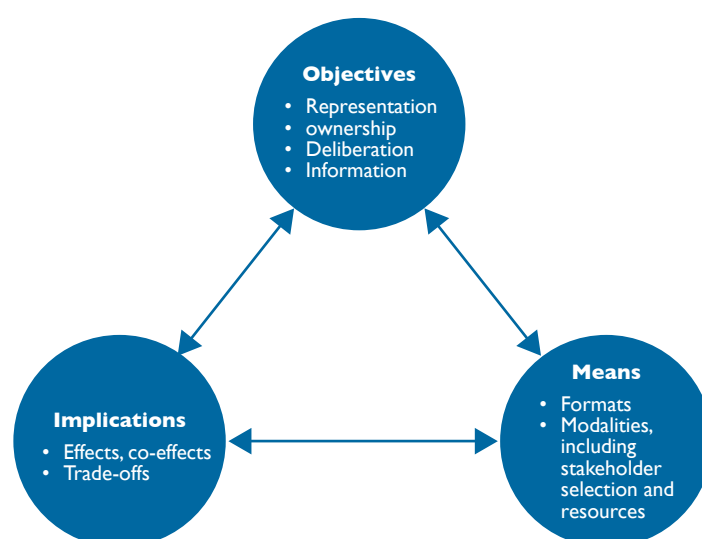 Objectives
• Representation
• ownership
• Deliberation
• Information
Implications
• Effects, co-effects
• Trade-offs
Means
• Formats
• Modalities,
including
stakeholder
selection and
resources